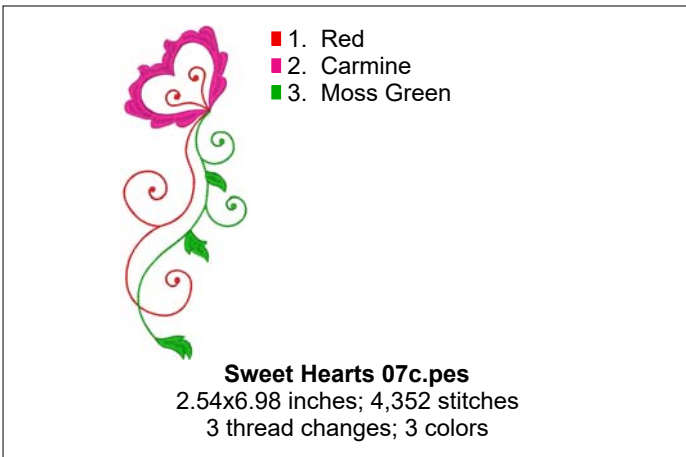 1. Red
2. Carmine
3. Moss Green
Sweet Hearts 07c.pes
2.54x6.98 inches; 4,352 stitches
3 thread changes; 3 colors